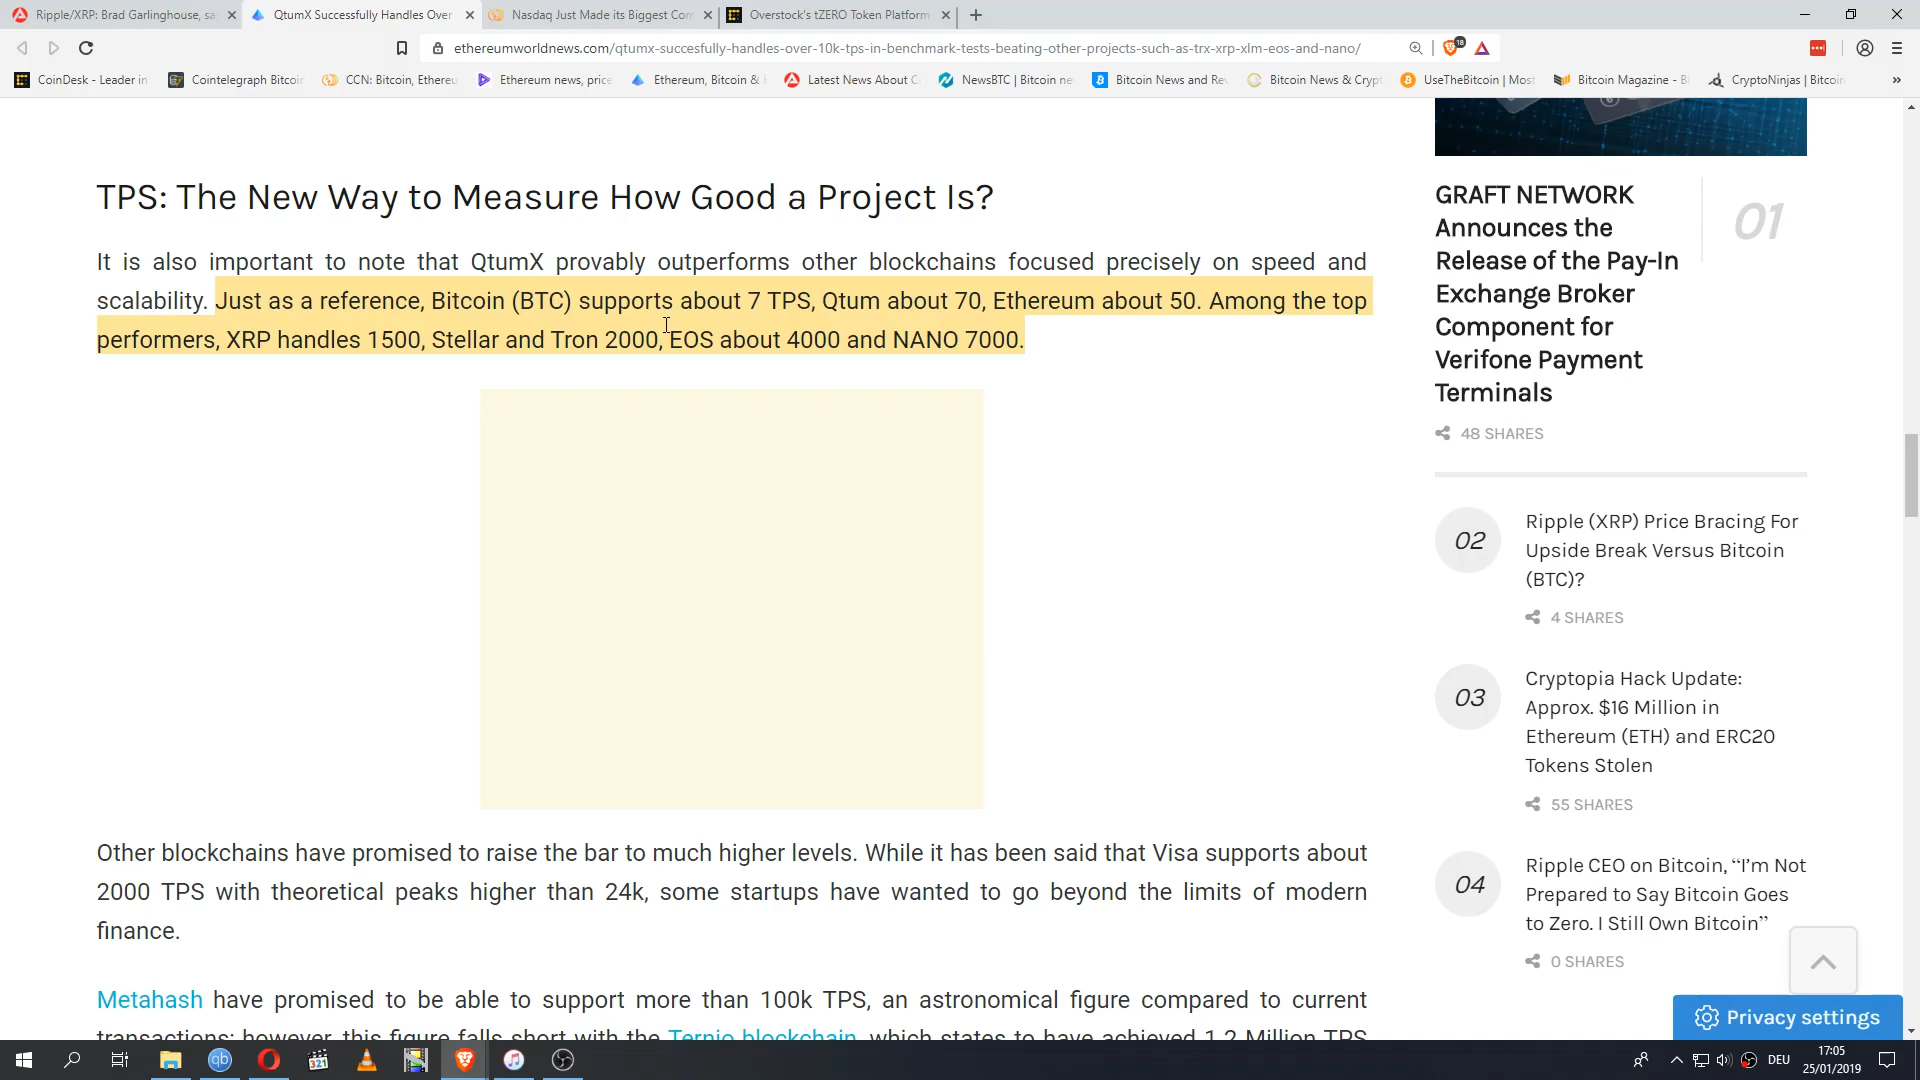 Ripple/XRP: Brad Garlinghouse, sa
QtumX Successfully Handles Over
Nasdaq Just Made its Biggest Com
Overstock's tZERO Token Platform
ethereumworldnews.com/qtumx-succesfully-handles-over-10k-tps-in-benchmark-tests-beating-other-projects-such-as-trx-xrp-xlm-eos-and-nano/
18
CoinDesk - Leader in
Cointelegraph Bitcoin
CCN: Bitcoin, Ethereu
Ethereum news, price
Ethereum, Bitcoin &
Latest News About C
NewsBTC | Bitcoin ne
Bitcoin News and Rev
Bitcoin News & Crypt
UseTheBitcoin | Most
Bitcoin Magazine - Bi
CryptoNinjas | Bitcoin
TPS: The New Way to Measure How Good a Project Is?
It is also important to note that QtumX provably outperforms other blockchains focused precisely on speed and
scalability. Just as a reference, Bitcoin (BTC) supports about 7 TPS, Qtum about 70, Ethereum about 50. Among the top
performers, XRP handles 1500, Stellar and Tron 2000, EOS about 4000 and NANO 7000.
Other blockchains have promised to raise the bar to much higher levels. While it has been said that Visa supports about
2000 TPS with theoretical peaks higher than 24k, some startups have wanted to go beyond the limits of modern
finance.
Metahash have promised to be able to support more than 100k TPS, an astronomical figure compared to current
transactions; however, this figure falls short with the Ternio blockchain, which states to have achieved 1.2 Million TPS
GRAFT NETWORK
Announces the
Release of the Pay-In
Exchange Broker
Component for
Verifone Payment
Terminals
01
48 SHARES
02
Ripple (XRP) Price Bracing For
Upside Break Versus Bitcoin
(BTC)?
4 SHARES
03
Cryptopia Hack Update:
Approx. $16 Million in
Ethereum (ETH) and ERC20
Tokens Stolen
55 SHARES
04
Ripple CEO on Bitcoin, “I’m Not
Prepared to Say Bitcoin Goes
to Zero. I Still Own Bitcoin”
0 SHARES
Privacy settings
qb
321
DEU
17:05
25/01/2019